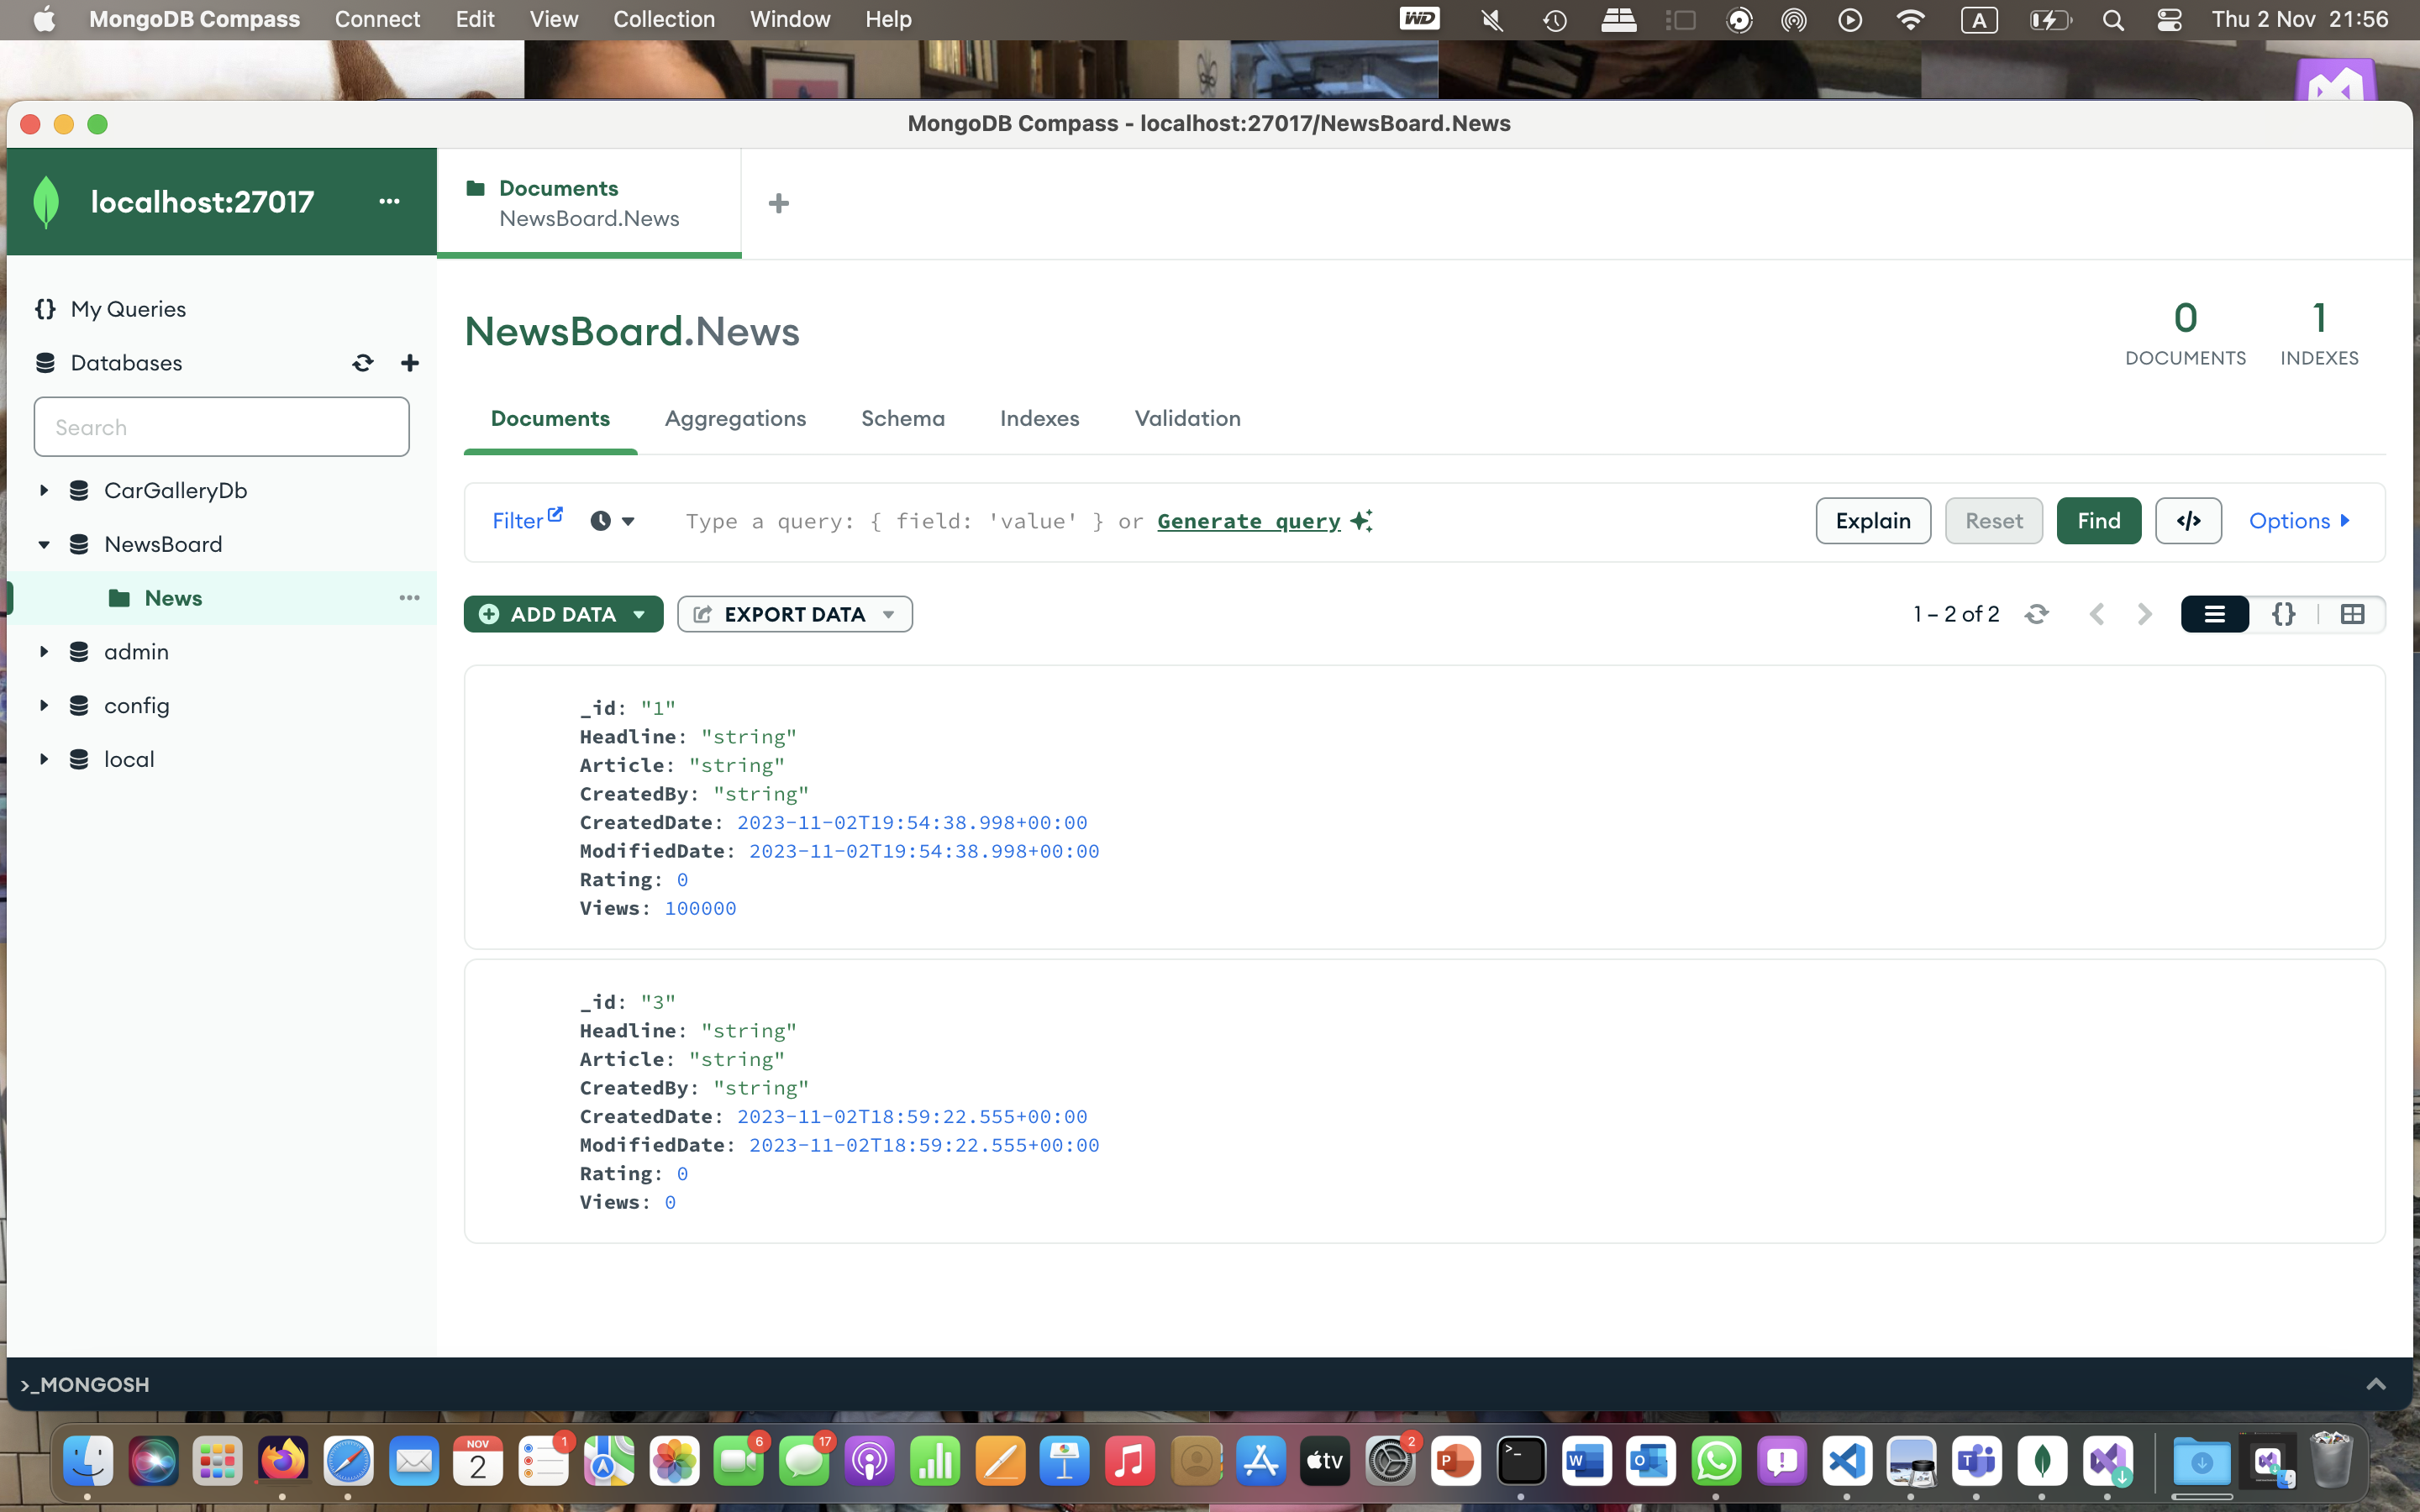 MongoDB Compass Connect Edit View Collection Window Help WD A Thu 2 Nov 21:56
MongoDB Compass - localhost:27017/NewsBoard.News
localhost:27017
Documents
NewsBoard.News
My Queries
Databases
Search
CarGalleryDb
NewsBoard
News
admin
config
local
NewsBoard.News
0
DOCUMENTS
1
INDEXES
Documents Aggregations Schema Indexes Validation
Filter Type a query: { field: 'value' } or Generate query Explain Reset Find </> Options
ADD DATA EXPORT DATA 1 – 2 of 2 {}
_id: "1"
Headline: "string"
Article: "string"
CreatedBy: "string"
CreatedDate: 2023-11-02T19:54:38.998+00:00
ModifiedDate: 2023-11-02T19:54:38.998+00:00
Rating: 0
Views: 100000
_id: "3"
Headline: "string"
Article: "string"
CreatedBy: "string"
CreatedDate: 2023-11-02T18:59:22.555+00:00
ModifiedDate: 2023-11-02T18:59:22.555+00:00
Rating: 0
Views: 0
>_MONGOSH
NOV
2
1
6
17
tv
2
P
>_
W
O
T